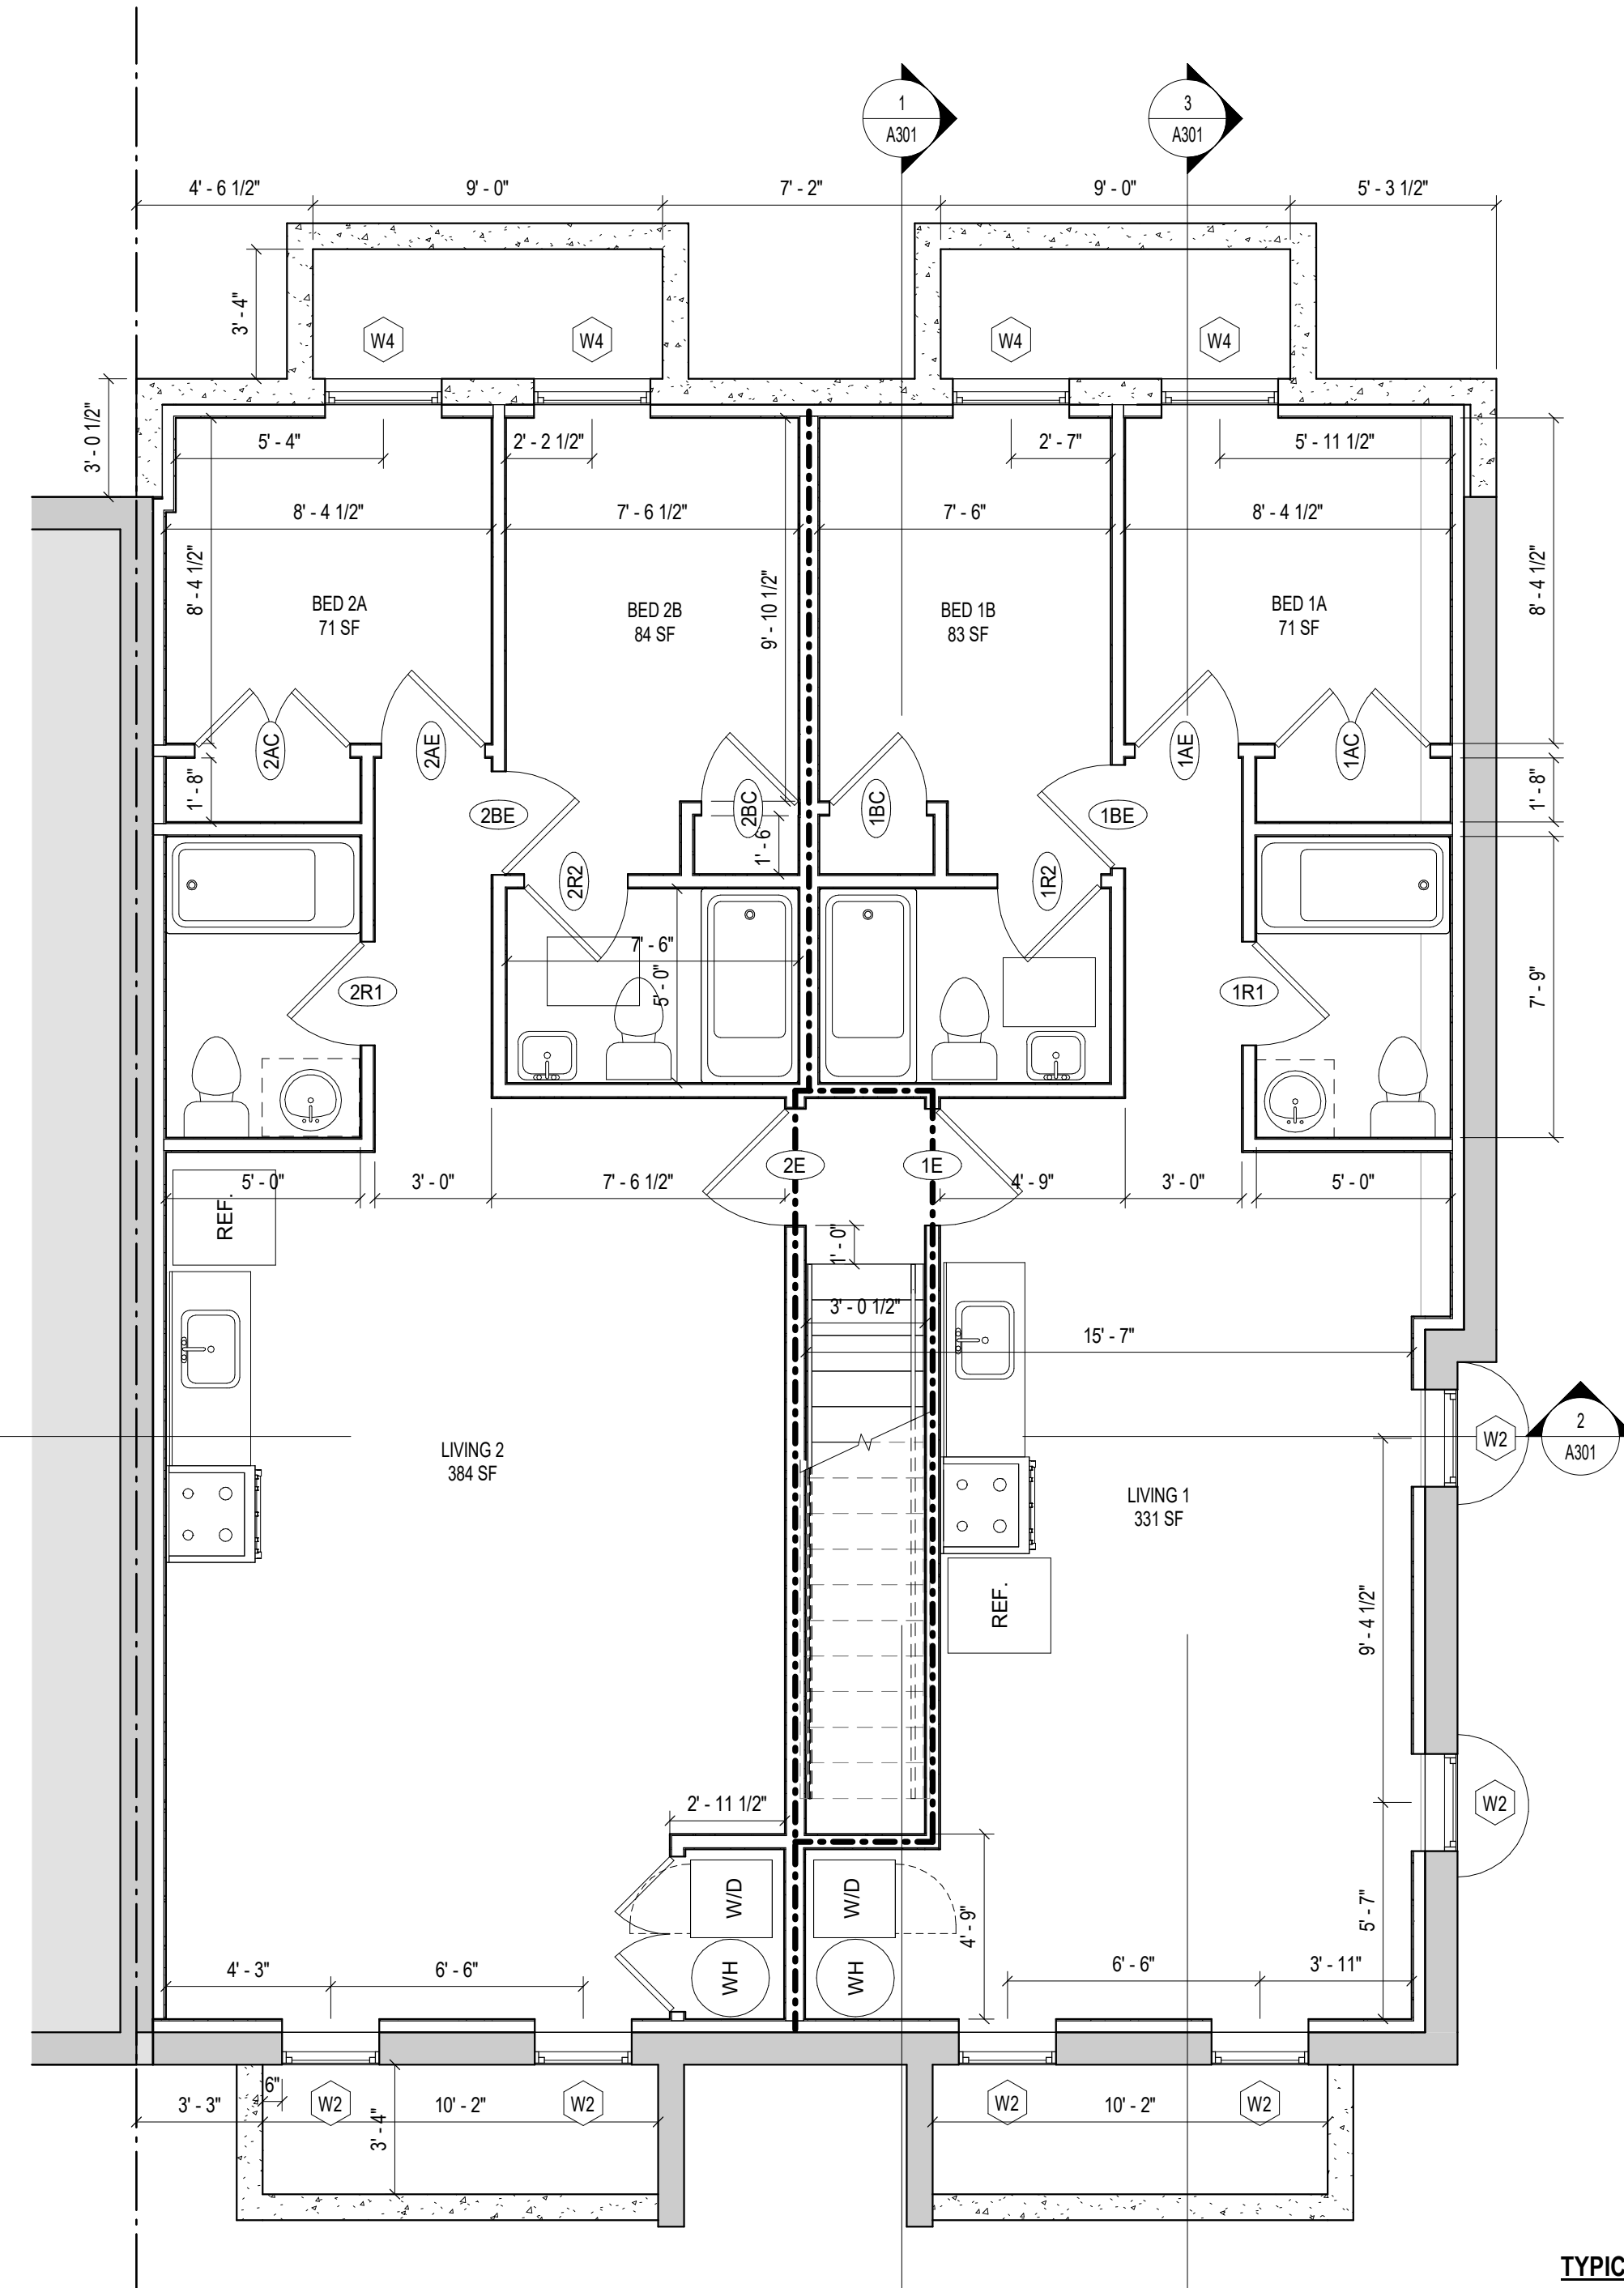 1
A301
3
A301
4' - 6 1/2"
9' - 0"
7' - 2"
9' - 0"
5' - 3 1/2"
3' - 4"
W4
W4
W4
W4
3' - 0 1/2"
5' - 4"
2' - 2 1/2"
2' - 7"
5' - 11 1/2"
8' - 4 1/2"
7' - 6 1/2"
7' - 6"
8' - 4 1/2"
8' - 4 1/2"
9' - 10 1/2"
8' - 4 1/2"
BED 2A
71 SF
BED 2B
84 SF
BED 1B
83 SF
BED 1A
71 SF
2AC
2AE
1AE
1AC
1' - 8"
2BE
2BC
1BC
1BE
1' - 8"
1' - 6"
2R2
1R2
7' - 6"
5' - 0"
2R1
1R1
7' - 9"
2E
1E
5' - 0"
3' - 0"
7' - 6 1/2"
4' - 9"
3' - 0"
5' - 0"
REF.
1' - 0"
3' - 0 1/2"
15' - 7"
LIVING 2
384 SF
W2
2
A301
LIVING 1
331 SF
REF.
9' - 4 1/2"
2' - 11 1/2"
W2
W/D
W/D
4' - 9"
5' - 7"
WH
WH
4' - 3"
6' - 6"
6' - 6"
3' - 11"
6"
3' - 3"
W2
10' - 2"
W2
W2
10' - 2"
W2
3' - 4"
TYPIC